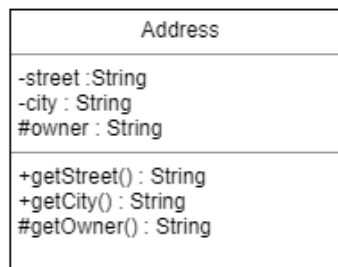 Address
-street :String
-city : String
#owner : String
+getStreet() : String
+getCity() : String
#getOwner() : String